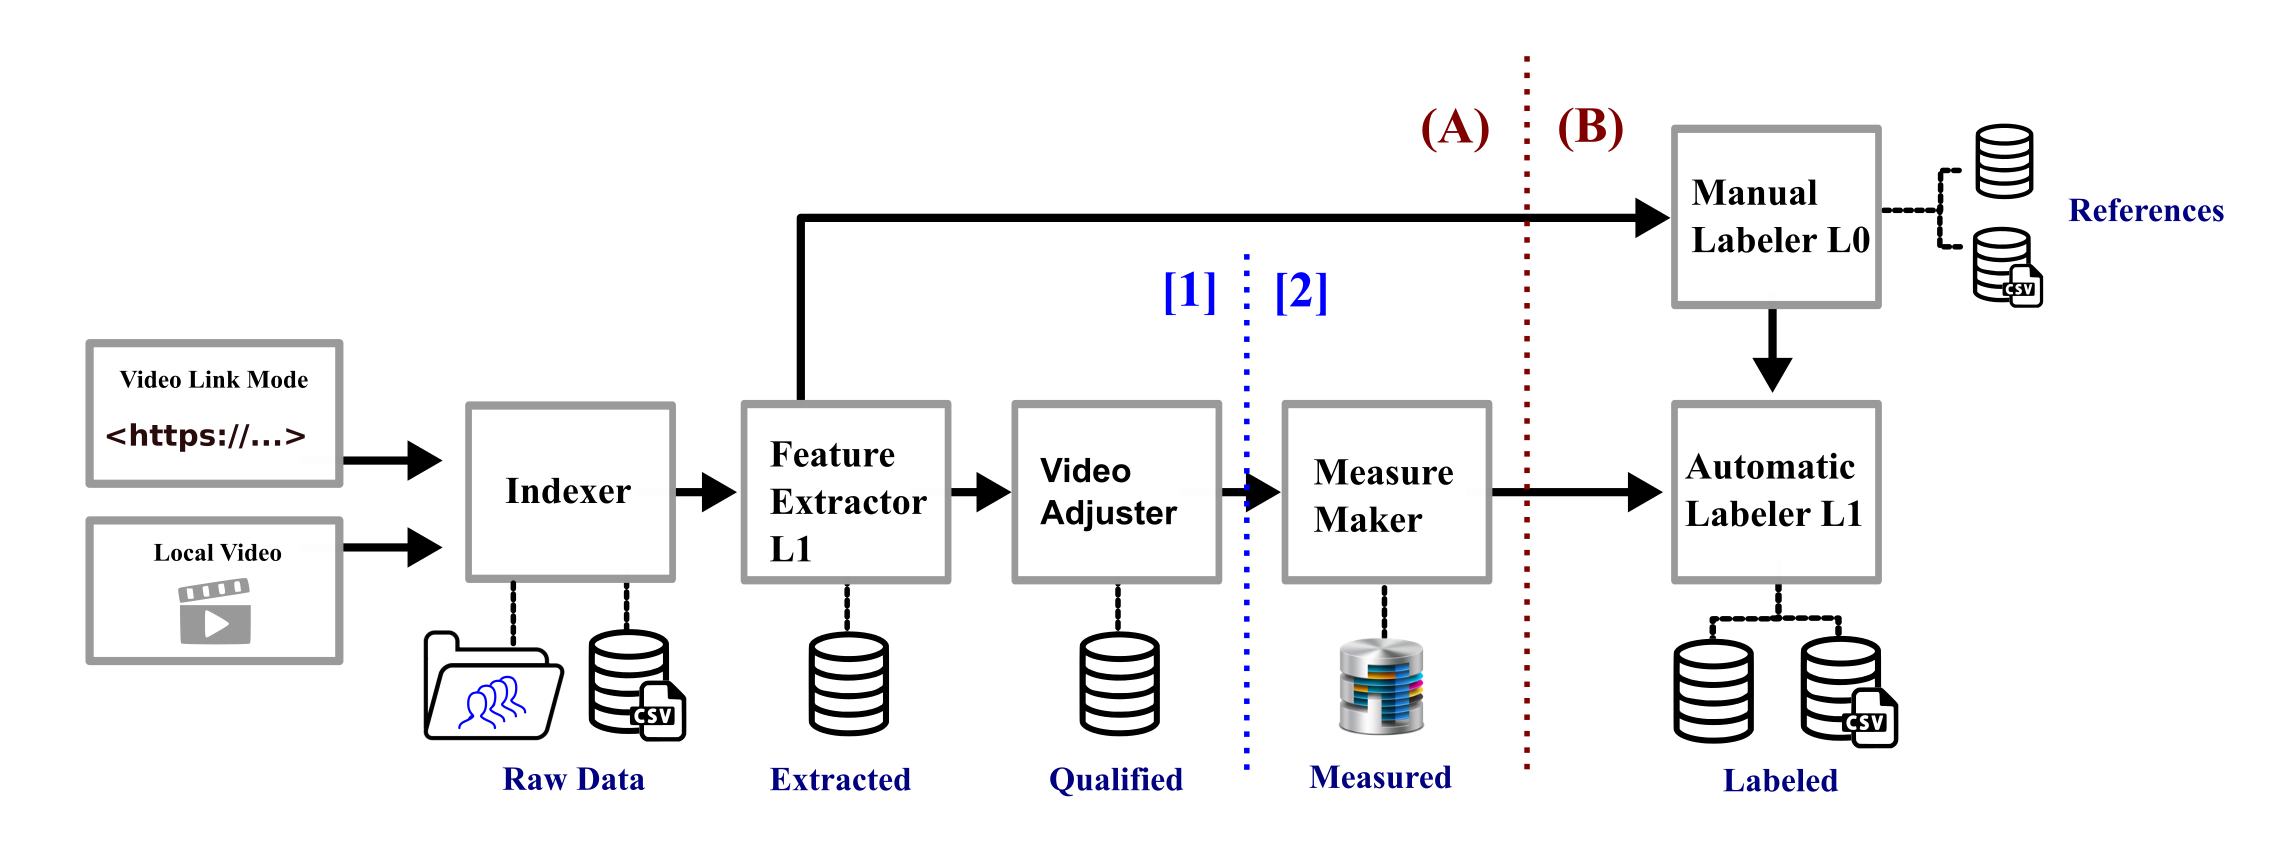 (A)
(B)
Manual
Labeler L0
References
CSV
[1]
[2]
Video Link Mode
<https://...>
Local Video
Indexer
Feature
Extractor
L1
Video
Adjuster
Measure
Maker
Automatic
Labeler L1
CSV
CSV
Raw Data
Extracted
Qualified
Measured
Labeled